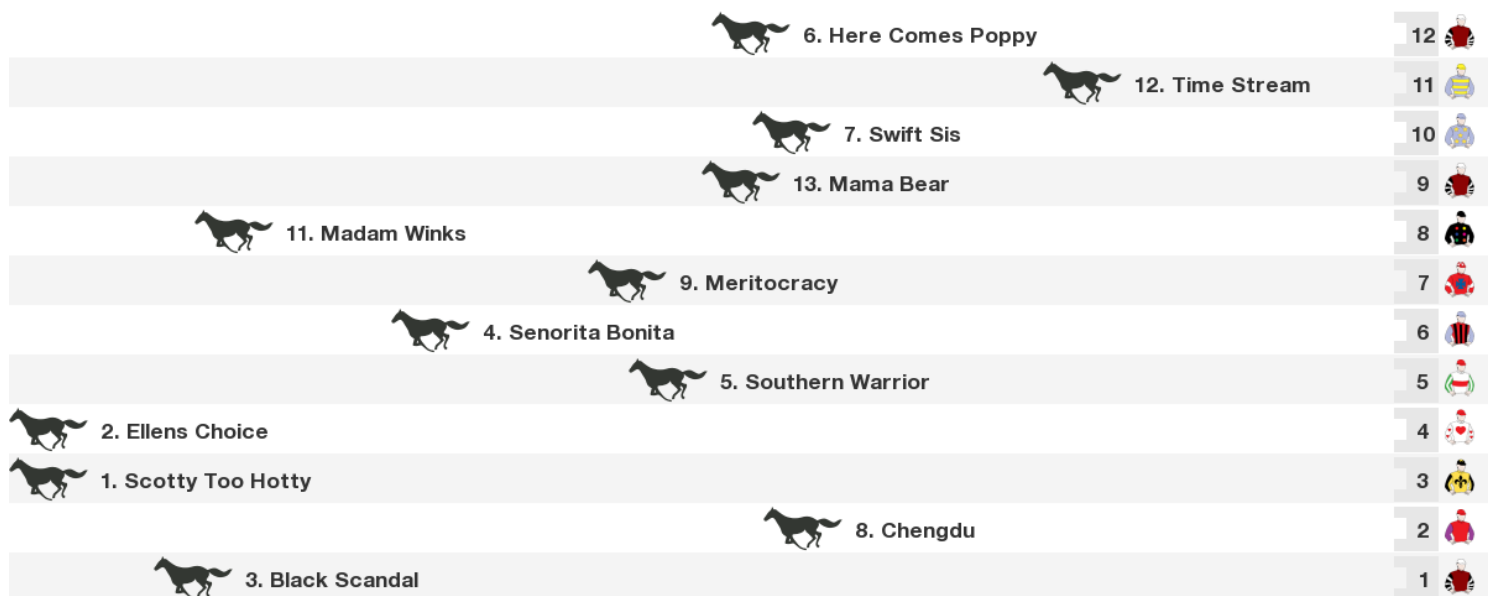 6. Here Comes Poppy 12
12. Time Stream 11
7. Swift Sis 10
13. Mama Bear 9
11. Madam Winks 8
9. Meritocracy 7
4. Senorita Bonita 6
5. Southern Warrior 5
2. Ellens Choice 4
1. Scotty Too Hotty 3
8. Chengdu 2
3. Black Scandal 1